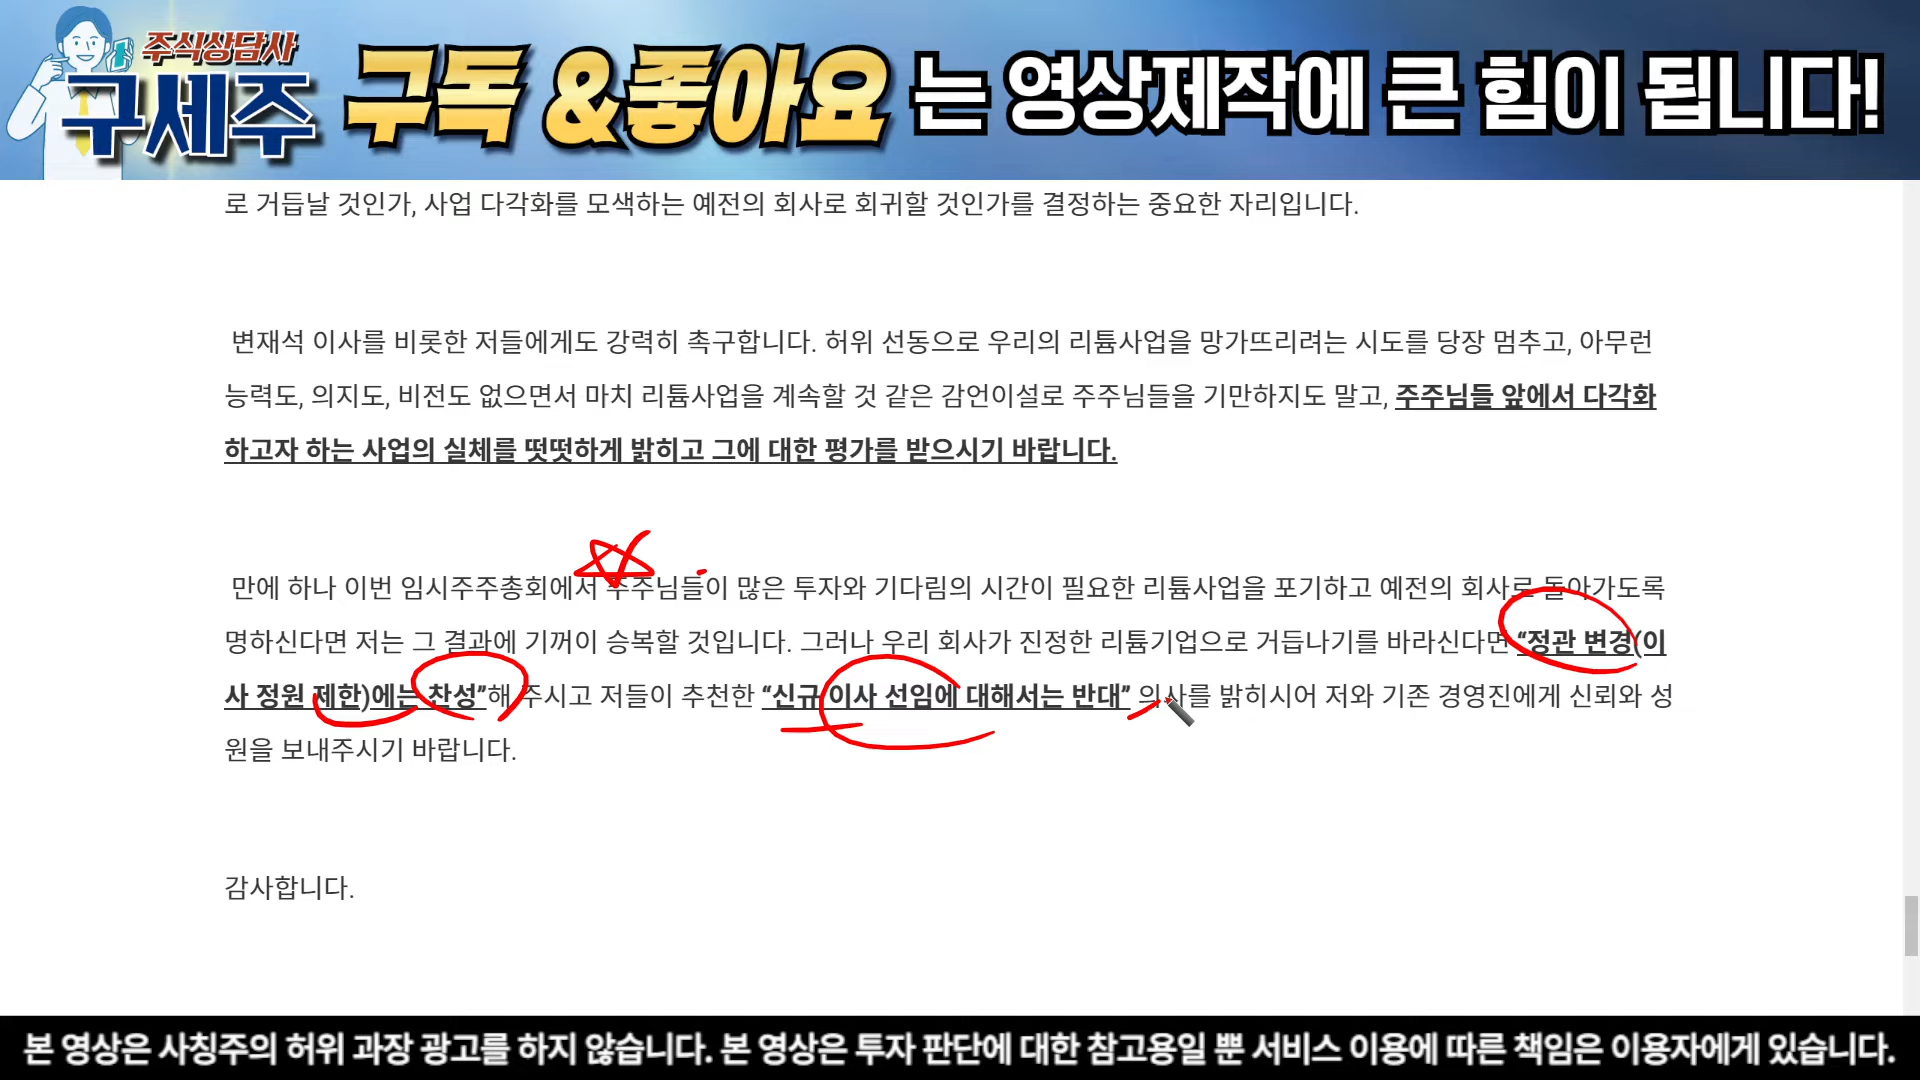 주식상담사
구세주
구독 &좋아요는 영상제작에 큰 힘이 됩니다!
로 거듭날 것인가, 사업 다각화를 모색하는 예전의 회사로 회귀할 것인가를 결정하는 중요한 자리입니다.
변재석 이사를 비롯한 저들에게도 강력히 촉구합니다. 허위 선동으로 우리의 리튬사업을 망가뜨리려는 시도를 당장 멈추고, 아무런
능력도, 의지도, 비전도 없으면서 마치 리튬사업을 계속할 것 같은 감언이설로 주주님들을 기만하지도 말고, 주주님들 앞에서 다각화
하고자 하는 사업의 실체를 떳떳하게 밝히고 그에 대한 평가를 받으시기 바랍니다.
만에 하나 이번 임시주주총회에서 주주님들이 많은 투자와 기다림의 시간이 필요한 리튬사업을 포기하고 예전의 회사로 돌아가도록
명하신다면 저는 그 결과에 기꺼이 승복할 것입니다. 그러나 우리 회사가 진정한 리튬기업으로 거듭나기를 바라신다면 “정관 변경(이
사 정원 제한)에는 찬성”해 주시고 저들이 추천한 “신규 이사 선임에 대해서는 반대” 의사를 밝히시어 저와 기존 경영진에게 신뢰와 성
원을 보내주시기 바랍니다.
감사합니다.
본 영상은 사칭주의 허위 과장 광고를 하지 않습니다. 본 영상은 투자 판단에 대한 참고용일 뿐 서비스 이용에 따른 책임은 이용자에게 있습니다.